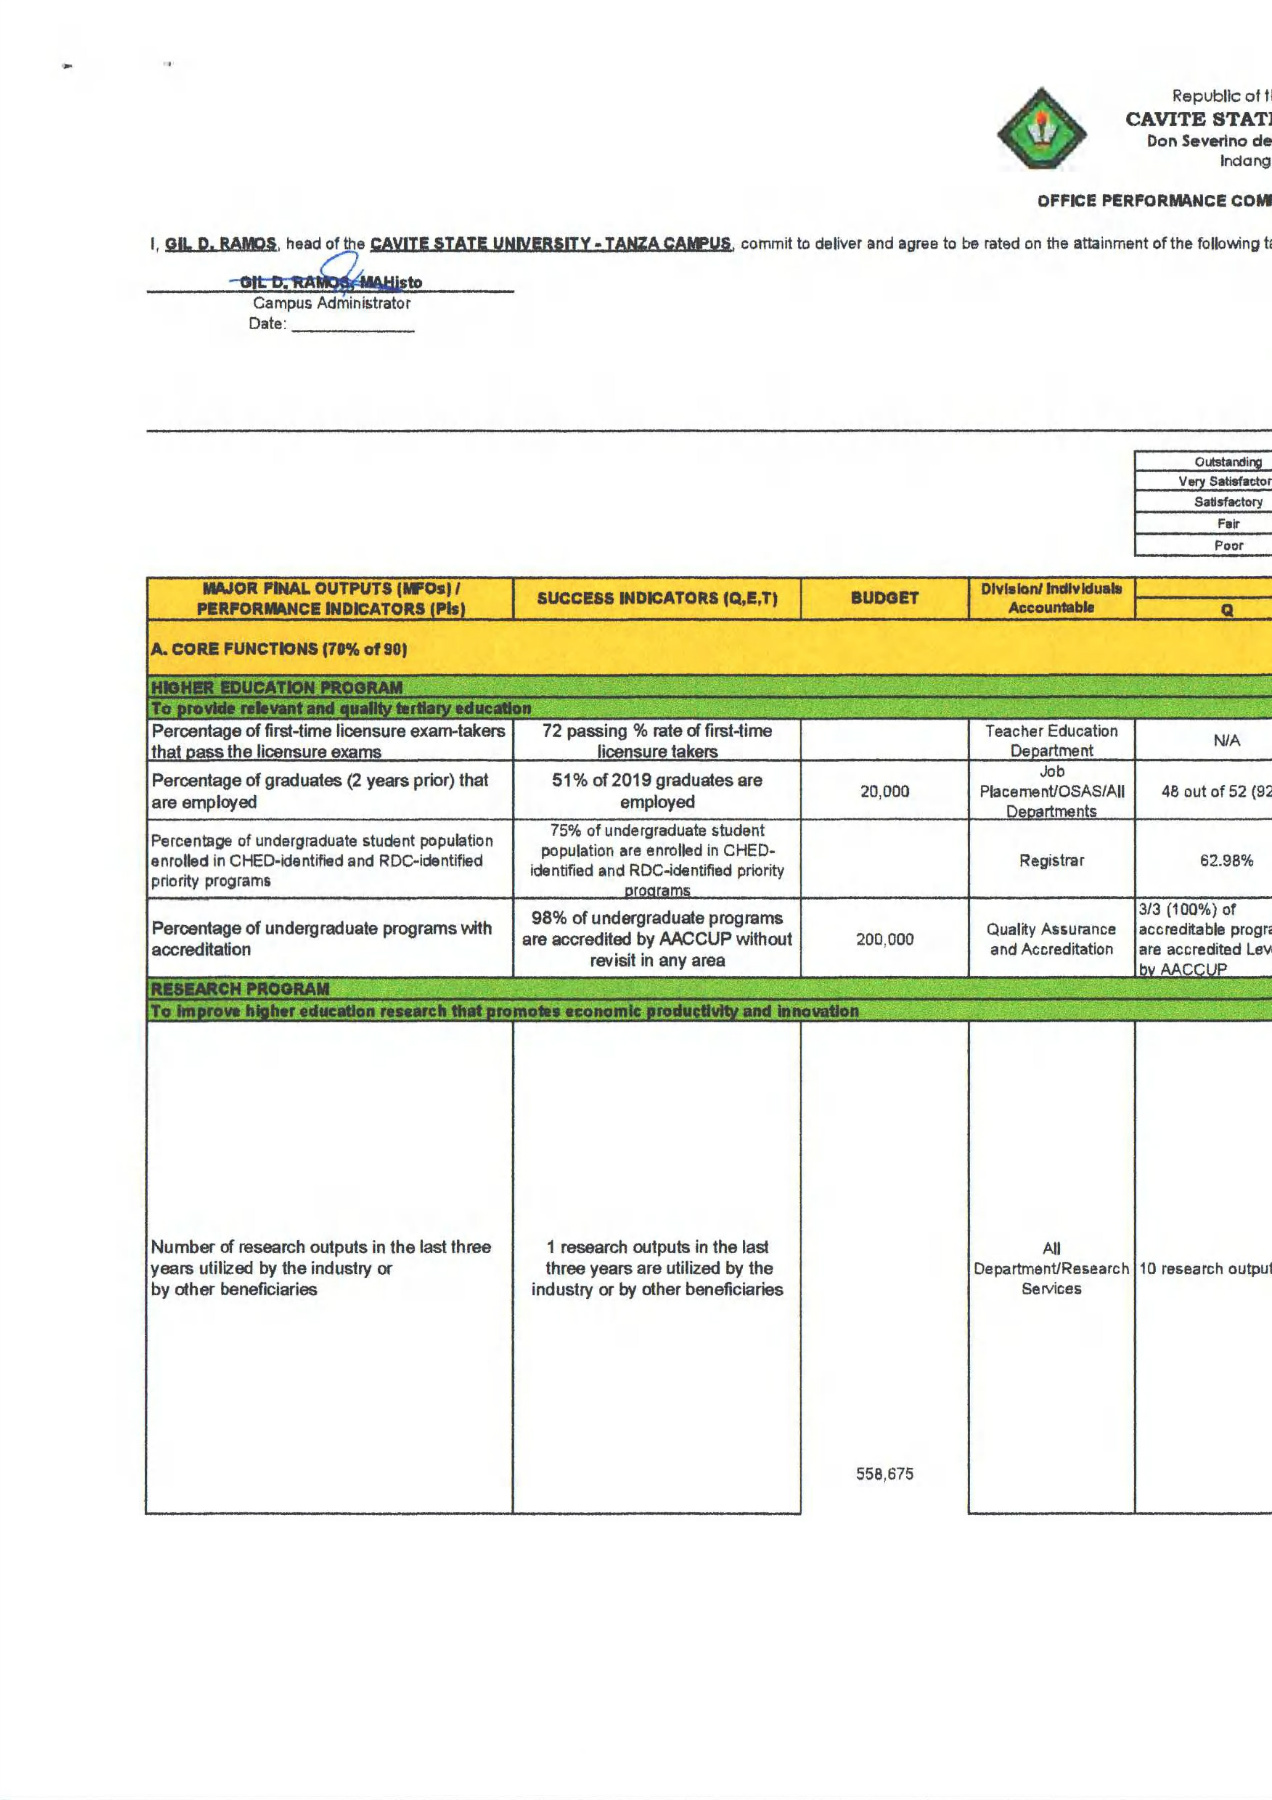 Republic of t
CAVITE STATE
Don Severino de
Indang
OFFICE PERFORMANCE COM
I, GIL D. RAMOS, head of the CAVITE STATE UNIVERSITY - TANZA CAMPUS, commit to deliver and agree to be rated on the attainment of the following ta
GIL D. RAMOS, MAHisto
Campus Administrator
Date:
Outstanding
Very Satisfactor
Satisfactory
Fair
Poor
MAJOR FINAL OUTPUTS (MFOs) /
PERFORMANCE INDICATORS (PIs)
SUCCESS INDICATORS (Q,E,T)
BUDGET
Division/ Individuals
Accountable
Q
A. CORE FUNCTIONS (70% of 90)
HIGHER EDUCATION PROGRAM
To provide relevant and quality tertiary education
Percentage of first-time licensure exam-takers
that pass the licensure exams
72 passing % rate of first-time
licensure takers
Teacher Education
Department
N/A
Percentage of graduates (2 years prior) that
are employed
51% of 2019 graduates are
employed
20,000
Job
Placement/OSAS/All
Departments
48 out of 52 (92
Percentage of undergraduate student population
enrolled in CHED-identified and RDC-identified
priority programs
75% of undergraduate student
population are enrolled in CHED-
identified and RDC-identified priority
programs
Registrar
62.98%
Percentage of undergraduate programs with
accreditation
98% of undergraduate programs
are accredited by AACCUP without
revisit in any area
200,000
Quality Assurance
and Accreditation
3/3 (100%) of
accreditable progra
are accredited Leve
by AACCUP
RESEARCH PROGRAM
To improve higher education research that promotes economic productivity and innovation
Number of research outputs in the last three
years utilized by the industry or
by other beneficiaries
1 research outputs in the last
three years are utilized by the
industry or by other beneficiaries
558,675
All
Department/Research
Services
10 research output